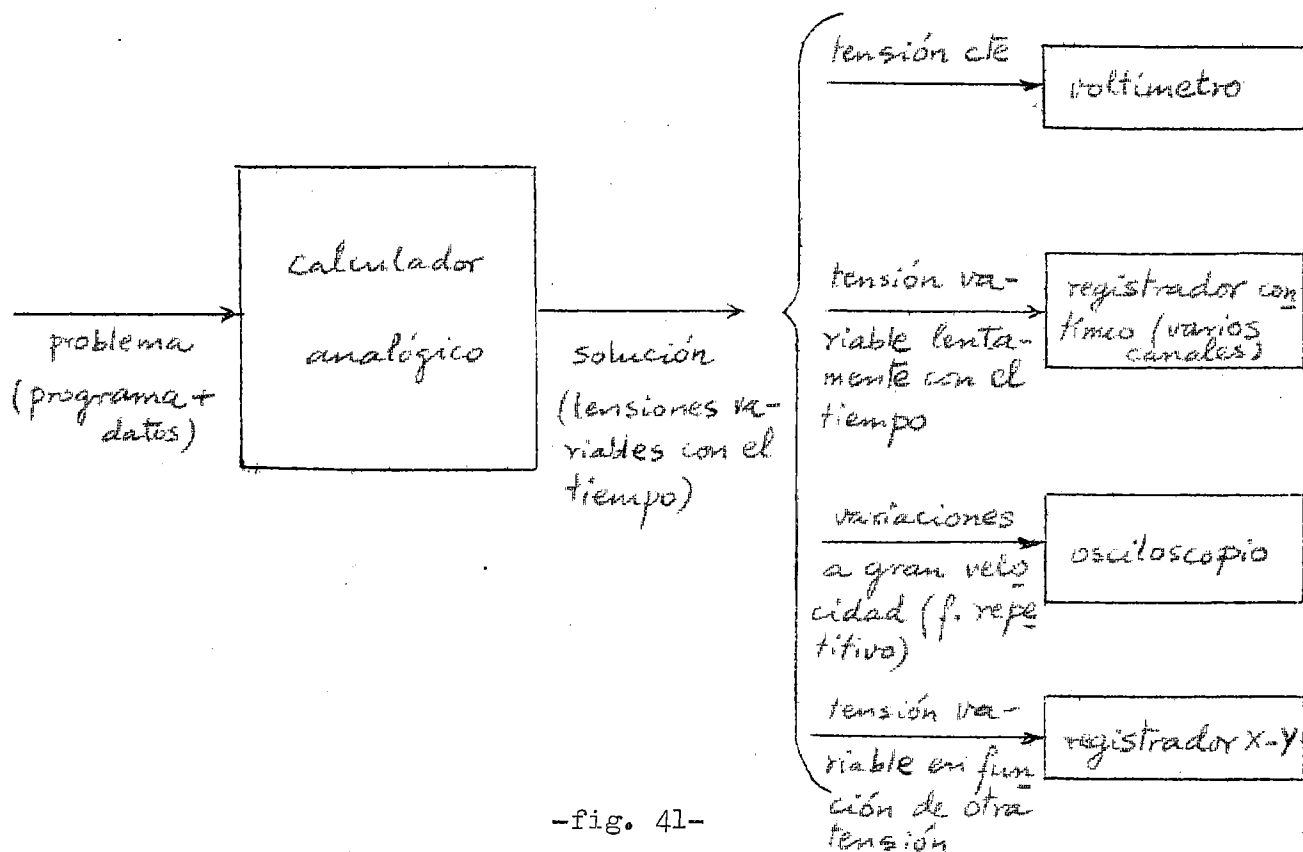 problema
(programa +
datos)
calculador
analógico
solución
(tensiones va-
riables con el
tiempo)
tensión cte
voltímetro
tensión va-
riable lenta-
mente con el
tiempo
registrador con
tínuo (varios
canales)
variaciones
a gran velo
cidad (f. repe
titivo)
osciloscopio
tensión va-
riable en fun
ción de otra
tensión
registrador X-Y
-fig. 41-